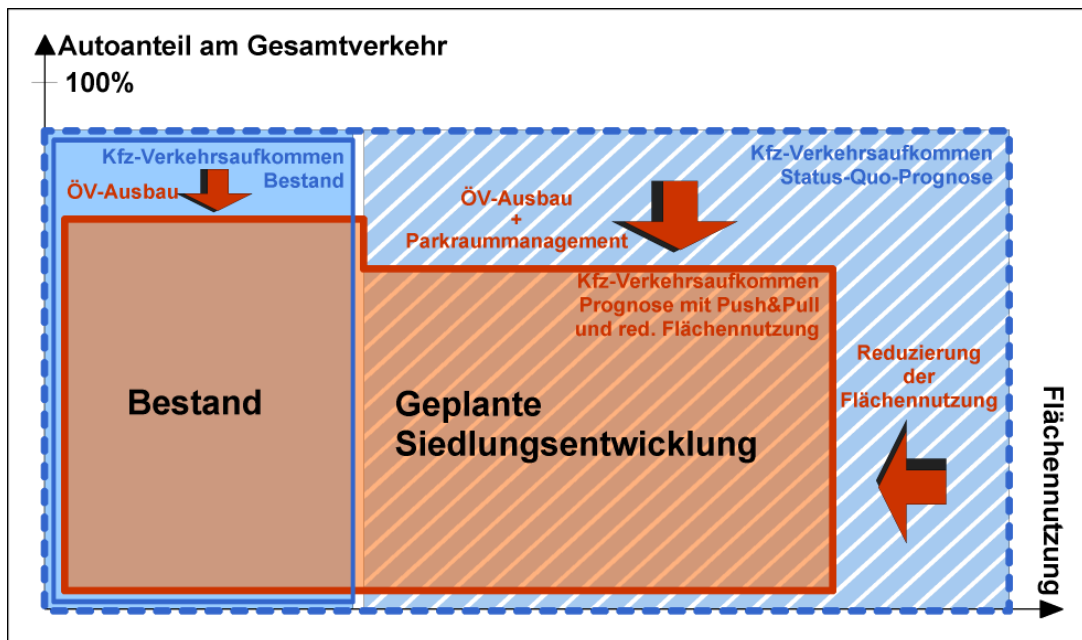 Autoanteil am Gesamtverkehr
100%
Kfz-Verkehrsaufkommen
Bestand
ÖV-Ausbau
Kfz-Verkehrsaufkommen
Status-Quo-Prognose
ÖV-Ausbau
+
Parkraummanagement
Kfz-Verkehrsaufkommen
Prognose mit Push&Pull
und red. Flächennutzung
Reduzierung
der
Flächennutzung
Bestand
Geplante
Siedlungsentwicklung
Flächennutzung